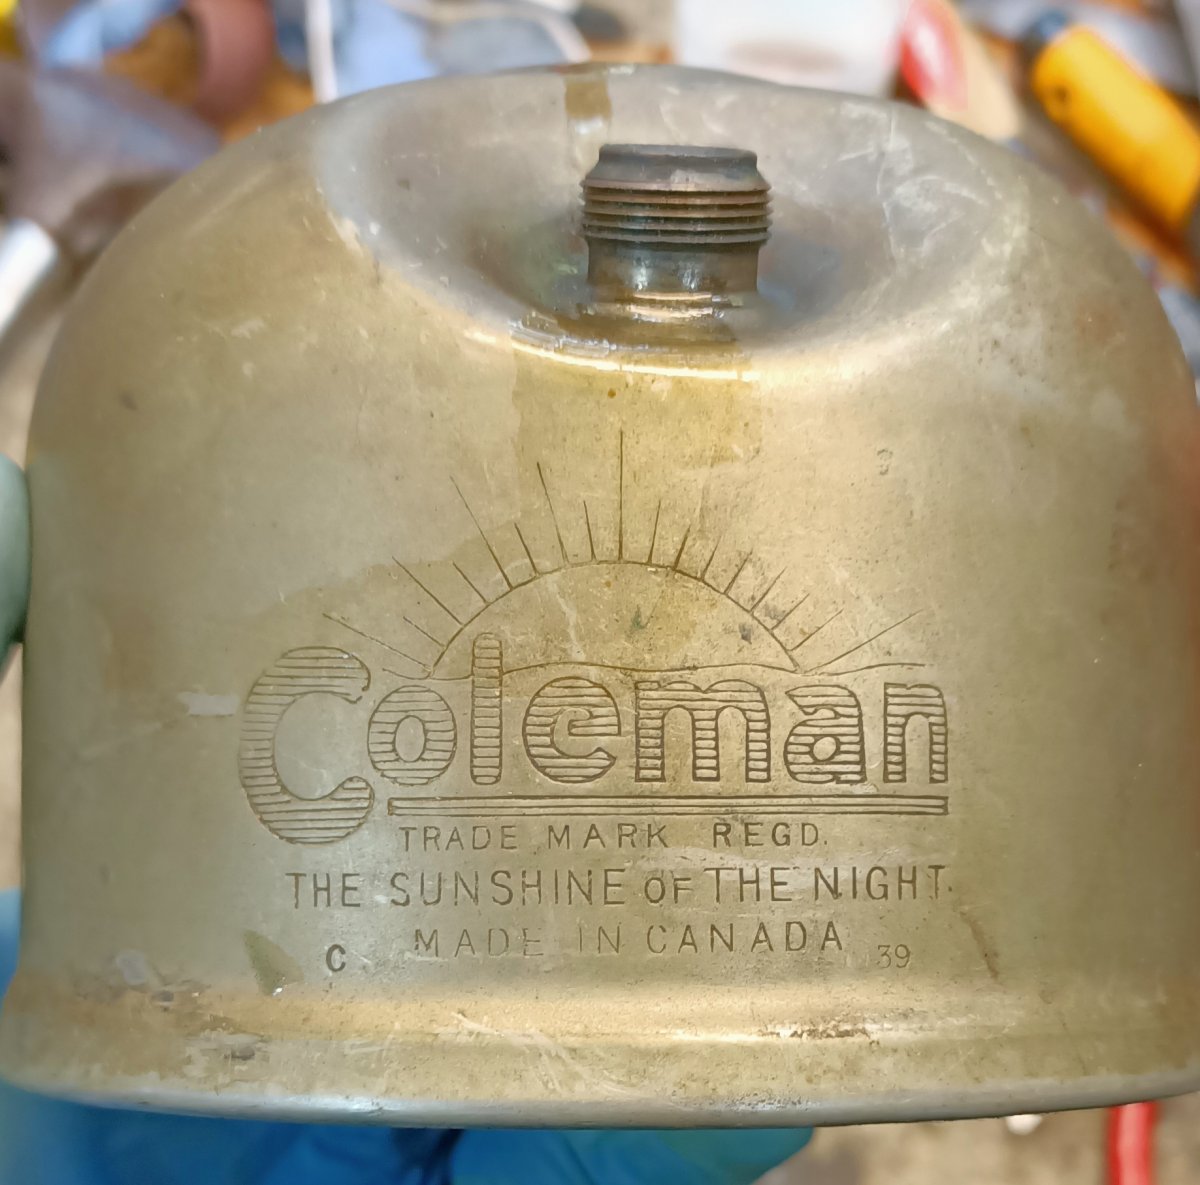 Coleman
TRADE MARK REGD.
THE SUNSHINE OF THE NIGHT.
MADE IN CANADA
C 39